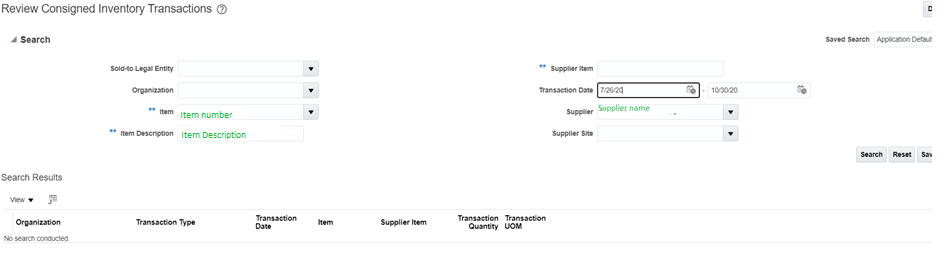 Review Consigned Inventory Transactions
D
Search
Saved Search Application Default
Sold-to Legal Entity
** Supplier Item
Organization
Transaction Date 7/26/20 - 10/30/20
** Item Item number
Supplier Supplier name
** Item Description Item Description
Supplier Site
Search Reset Sav
Search Results
View
Organization Transaction Type Transaction Date Item Supplier Item Transaction Quantity Transaction UOM
No search conducted.